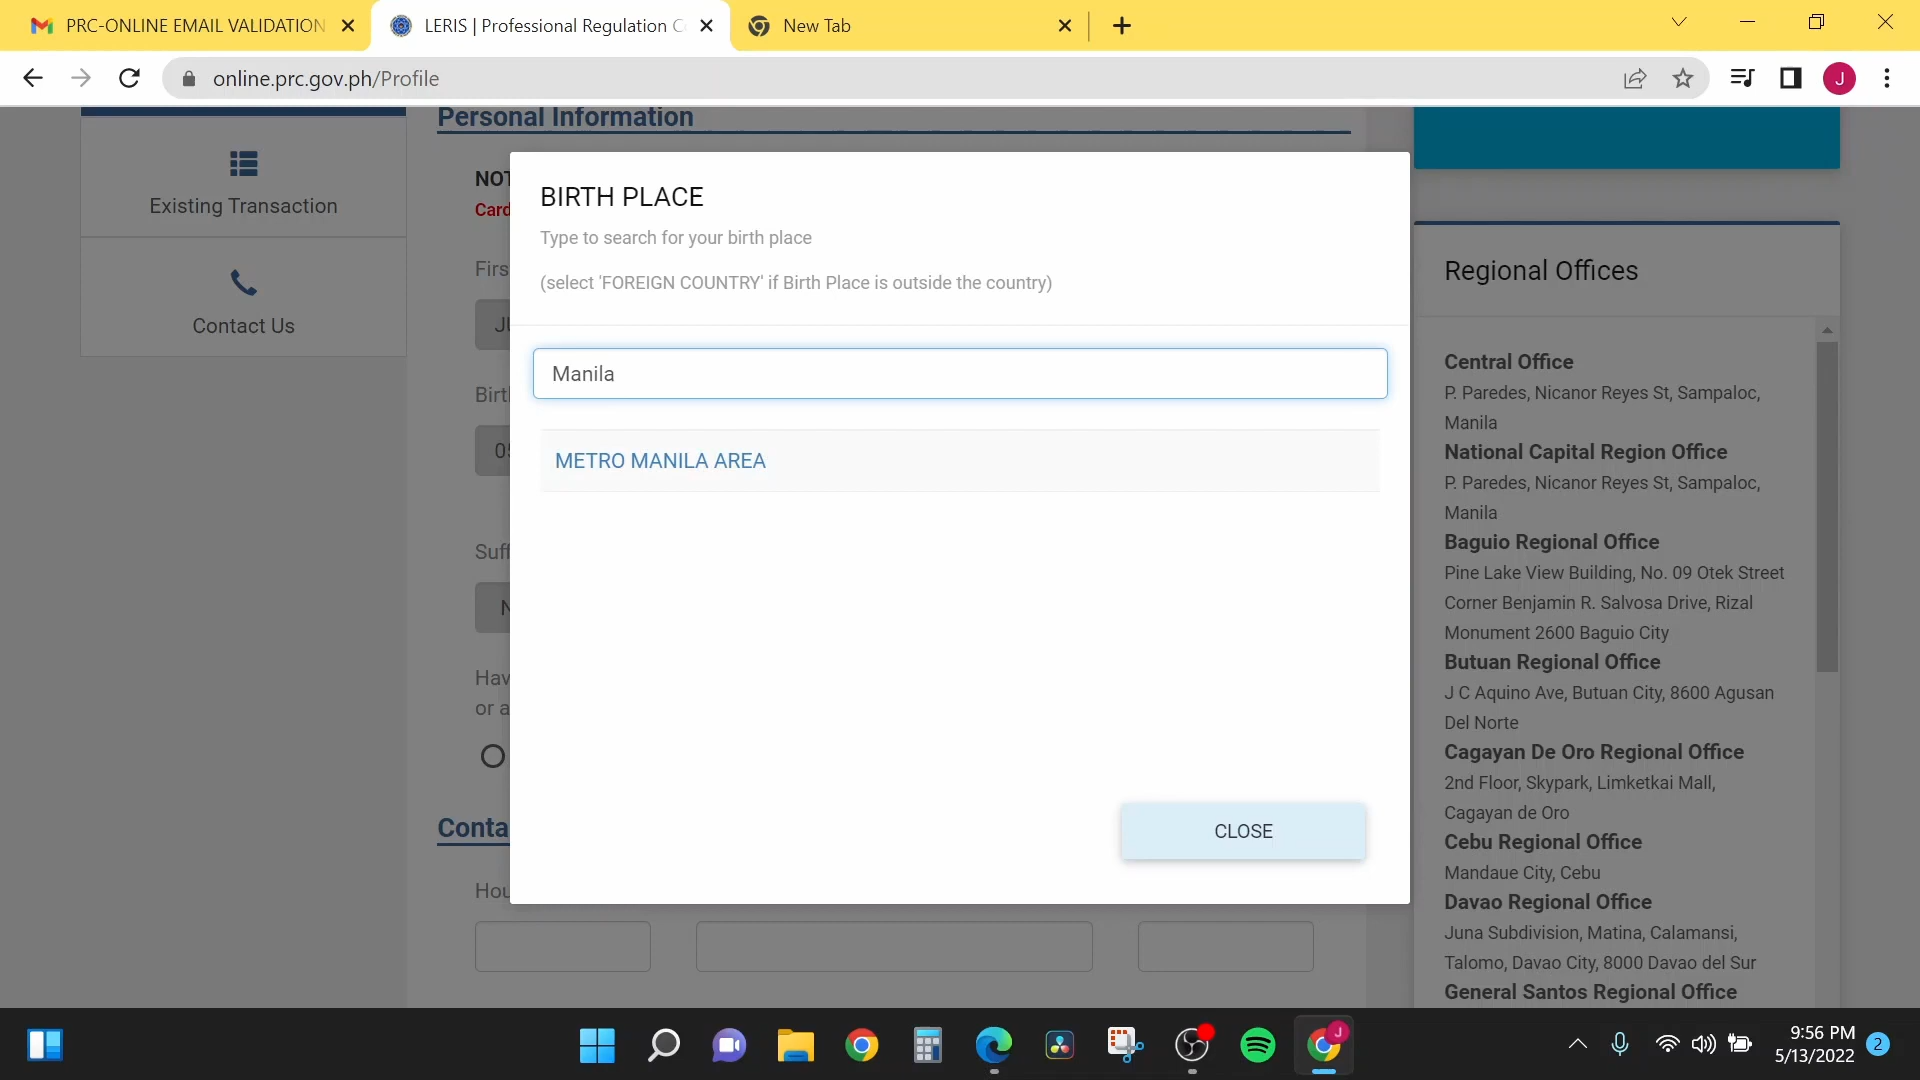 PRC-ONLINE EMAIL VALIDATION
LERIS | Professional Regulation C
New Tab
online.prc.gov.ph/Profile
J
Personal Information
Existing Transaction
Contact Us
NOT
Card
Firs
JU
Birt
05
Suff
N
Hav
or a
Conta
Hou
BIRTH PLACE
Type to search for your birth place
(select 'FOREIGN COUNTRY' if Birth Place is outside the country)
Manila
METRO MANILA AREA
CLOSE
Regional Offices
Central Office
P. Paredes, Nicanor Reyes St, Sampaloc,
Manila
National Capital Region Office
P. Paredes, Nicanor Reyes St, Sampaloc,
Manila
Baguio Regional Office
Pine Lake View Building, No. 09 Otek Street
Corner Benjamin R. Salvosa Drive, Rizal
Monument 2600 Baguio City
Butuan Regional Office
J C Aquino Ave, Butuan City, 8600 Agusan
Del Norte
Cagayan De Oro Regional Office
2nd Floor, Skypark, Limketkai Mall,
Cagayan de Oro
Cebu Regional Office
Mandaue City, Cebu
Davao Regional Office
Juna Subdivision, Matina, Calamansi,
Talomo, Davao City, 8000 Davao del Sur
General Santos Regional Office
J
9:56 PM
5/13/2022
2